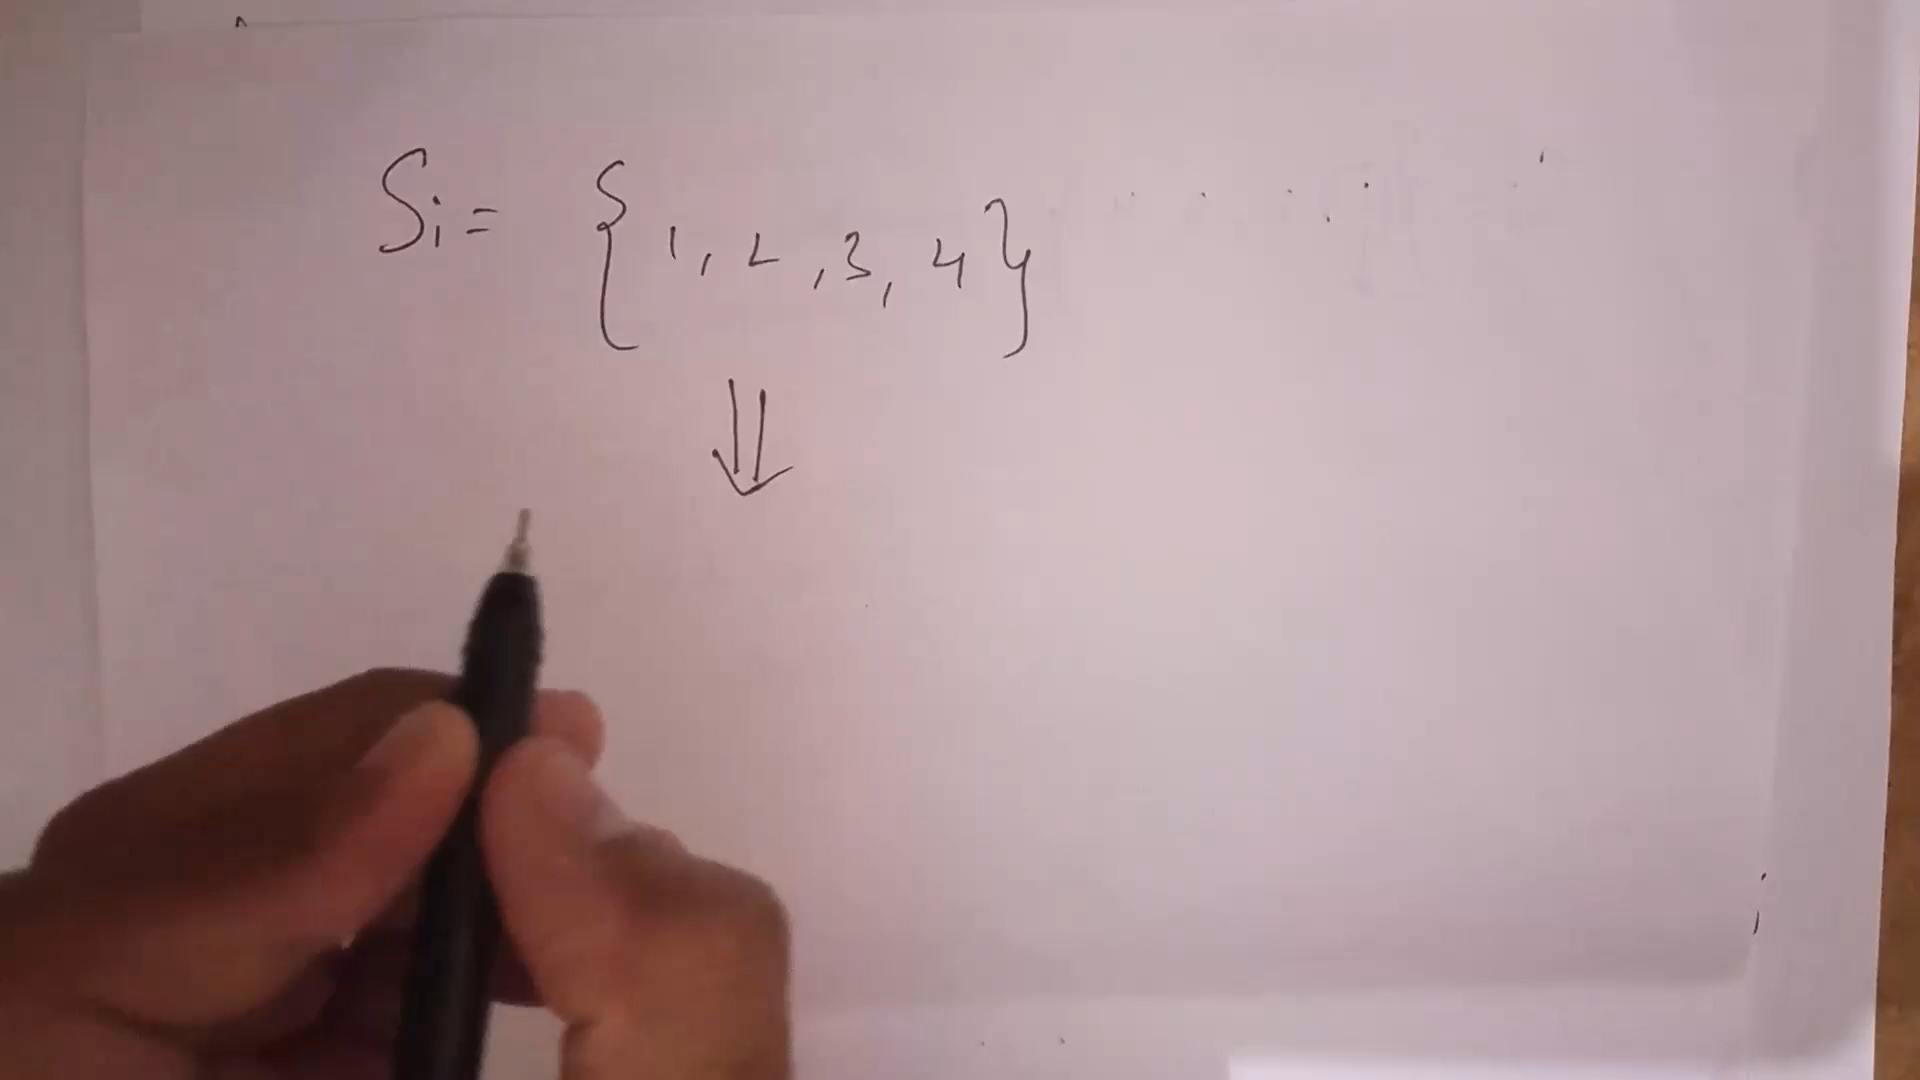 Si = {1, 2, 3, 4}
⇓